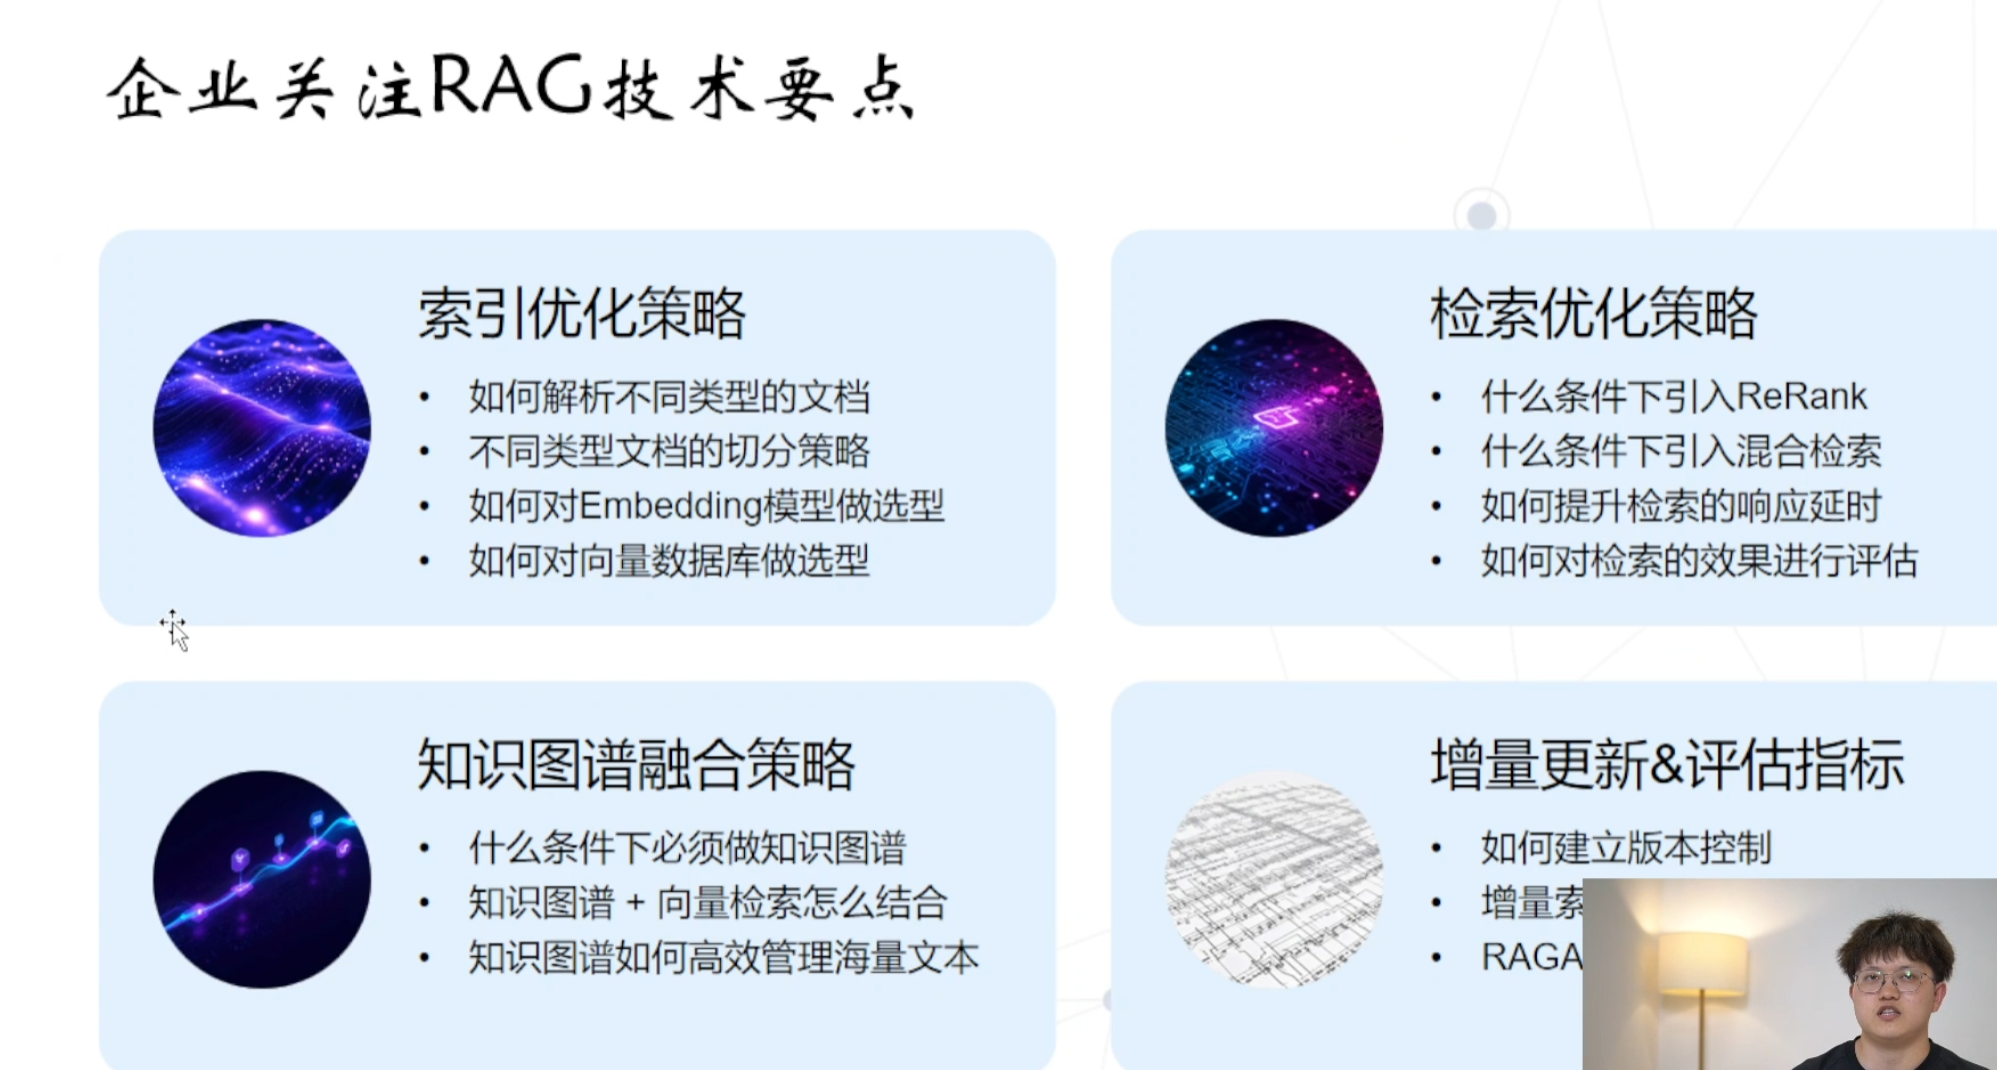 企业关注RAG技术要点
索引优化策略
• 如何解析不同类型的文档
• 不同类型文档的切分策略
• 如何对Embedding模型做选型
• 如何对向量数据库做选型
检索优化策略
• 什么条件下引入ReRank
• 什么条件下引入混合检索
• 如何提升检索的响应延时
• 如何对检索的效果进行评估
知识图谱融合策略
• 什么条件下必须做知识图谱
• 知识图谱 + 向量检索怎么结合
• 知识图谱如何高效管理海量文本
增量更新&评估指标
• 如何建立版本控制
• 增量索
• RAGA